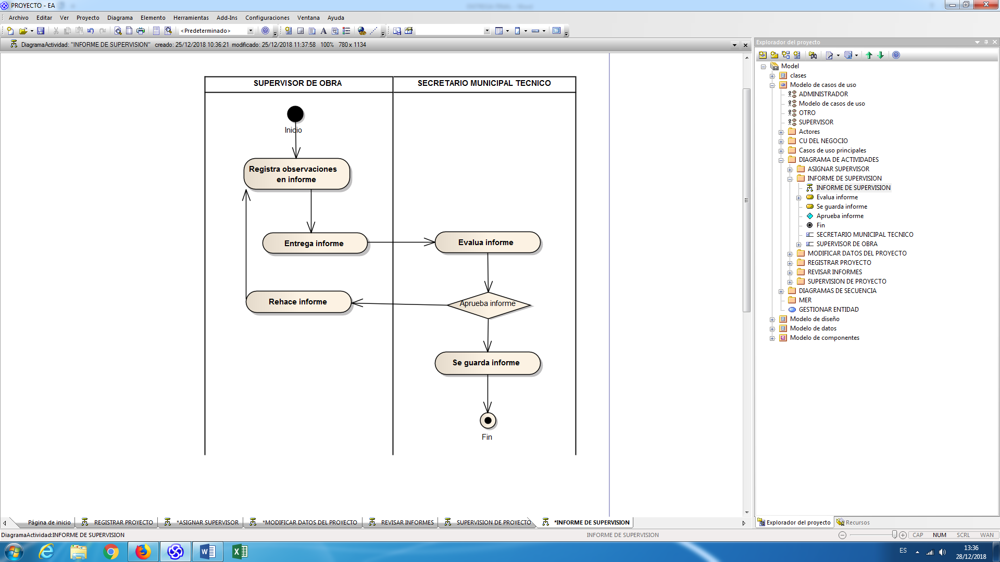 PROYECTO - EA
Archivo Editar Ver Proyecto Diagrama Elemento Herramientas Add-Ins Configuraciones Ventana Ayuda
<Predeterminado>
DiagramaActividad: "INFORME DE SUPERVISION" creado: 25/12/2018 10:36:21 modificado: 25/12/2018 11:37:58 100% 780 x 1134
SUPERVISOR DE OBRA
SECRETARIO MUNICIPAL TECNICO
Inicio
Registra observaciones
en informe
Entrega informe
Evalua informe
Rehace informe
Aprueba informe
Se guarda informe
Fin
Explorador del proyecto
Model
clases
Modelo de casos de uso
ADMINISTRADOR
Modelo de casos de uso
OTRO
SUPERVISOR
Actores
CU DEL NEGOCIO
Casos de uso principales
DIAGRAMA DE ACTIVIDADES
ASIGNAR SUPERVISOR
INFORME DE SUPERVISION
INFORME DE SUPERVISION
Evalua informe
Se guarda informe
Aprueba informe
Fin
SECRETARIO MUNICIPAL TECNICO
SUPERVISOR DE OBRA
MODIFICAR DATOS DEL PROYECTO
REGISTRAR PROYECTO
REVISAR INFORMES
SUPERVISION DE PROYECTO
DIAGRAMAS DE SECUENCIA
MER
GESTIONAR ENTIDAD
Modelo de diseño
Modelo de datos
Modelo de componentes
Página de inicio REGISTRAR PROYECTO *ASIGNAR SUPERVISOR *MODIFICAR DATOS DEL PROYECTO REVISAR INFORMES SUPERVISION DE PROYECTO *INFORME DE SUPERVISION
Explorador del proyecto Recursos
DiagramaActividad:INFORME DE SUPERVISION
INFORME DE SUPERVISION
CAP NUM SCRL WAN
ES
13:36
28/12/2018